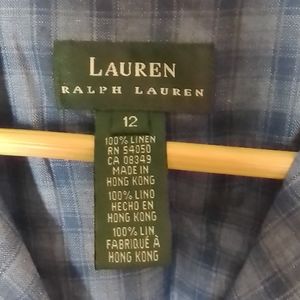 LAUREN
RALPH LAUREN
12
100% LINEN
RN 54050
CA 08349
MADE IN
HONG KONG
100% LINO
HECHO EN
HONG KONG
100% LIN
FABRIQUÉ À
HONG KONG